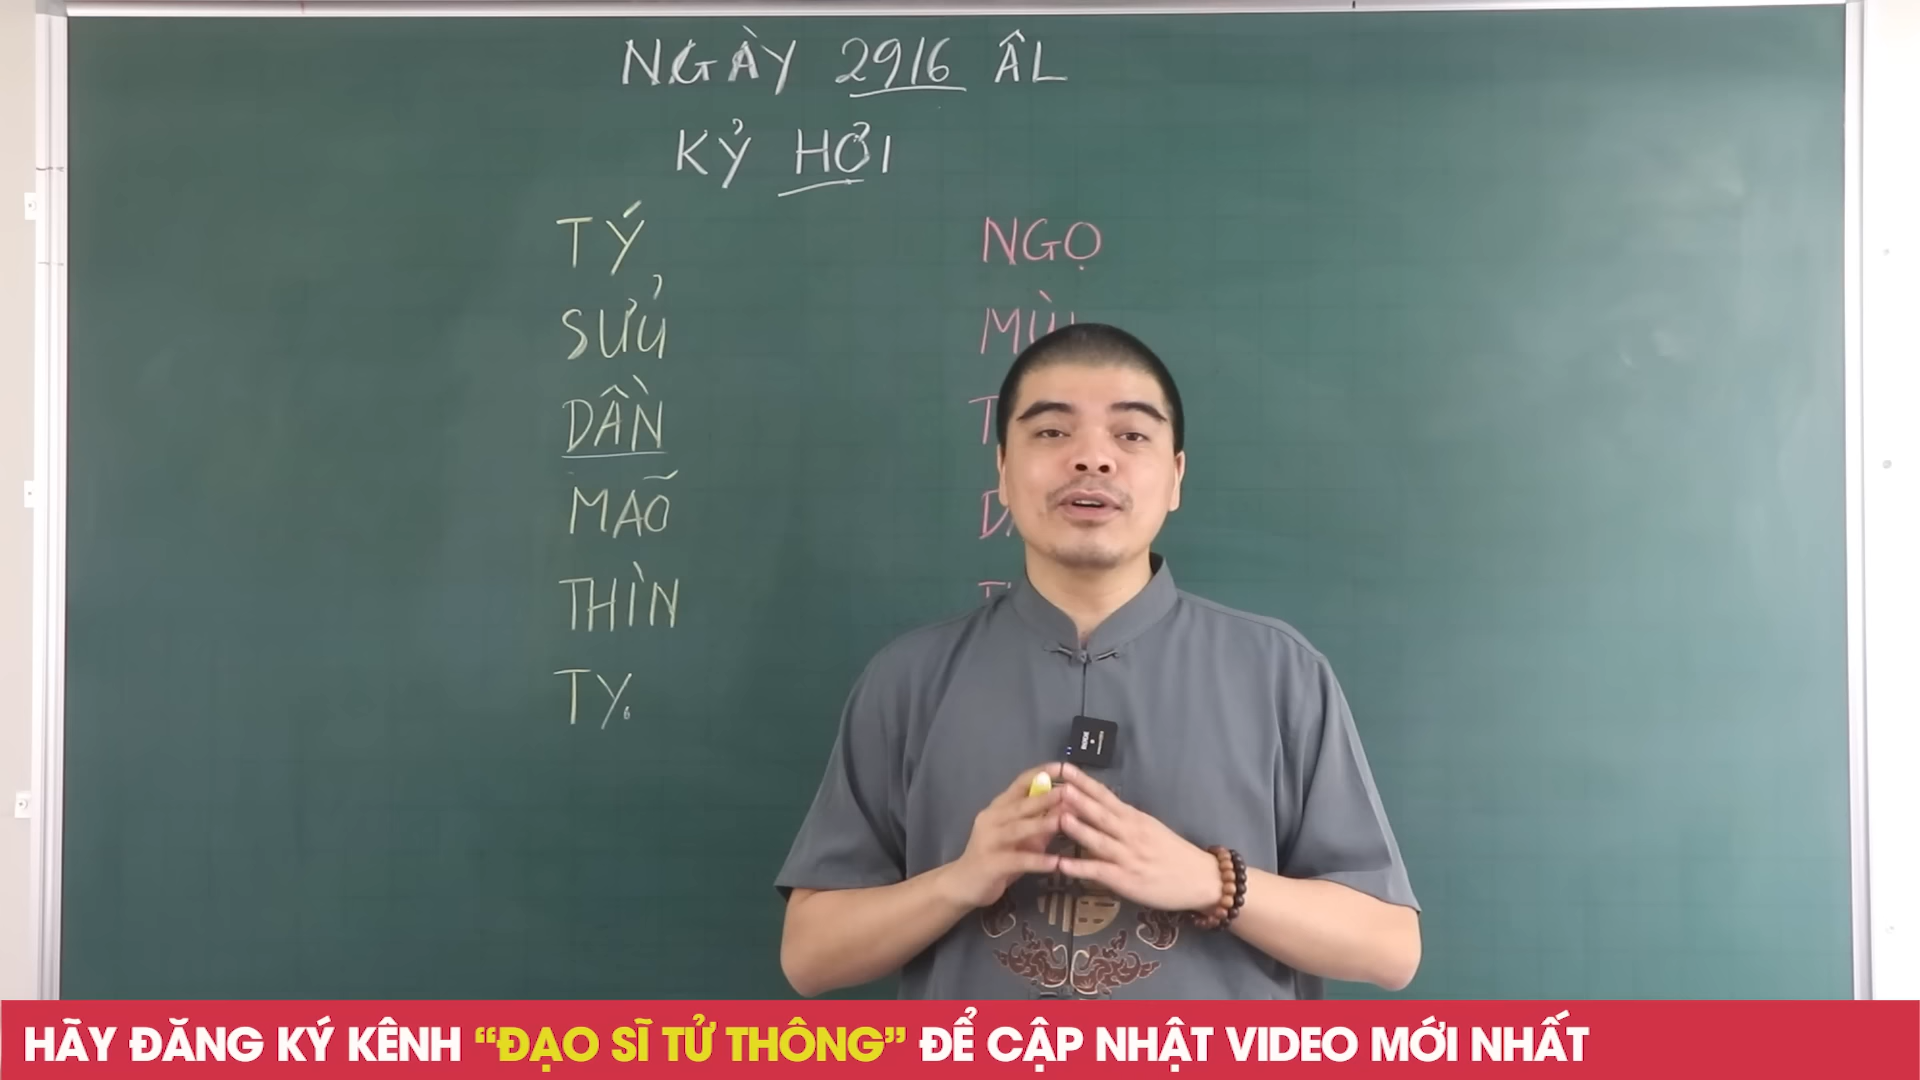 NGÀY 29/6 ÂL
KỶ HỢI
TÝ
SỬU
DẦN
MÃO
THÌN
TỴ
NGỌ
MÙI
HÃY ĐĂNG KÝ KÊNH “ĐẠO SĨ TỬ THÔNG” ĐỂ CẬP NHẬT VIDEO MỚI NHẤT